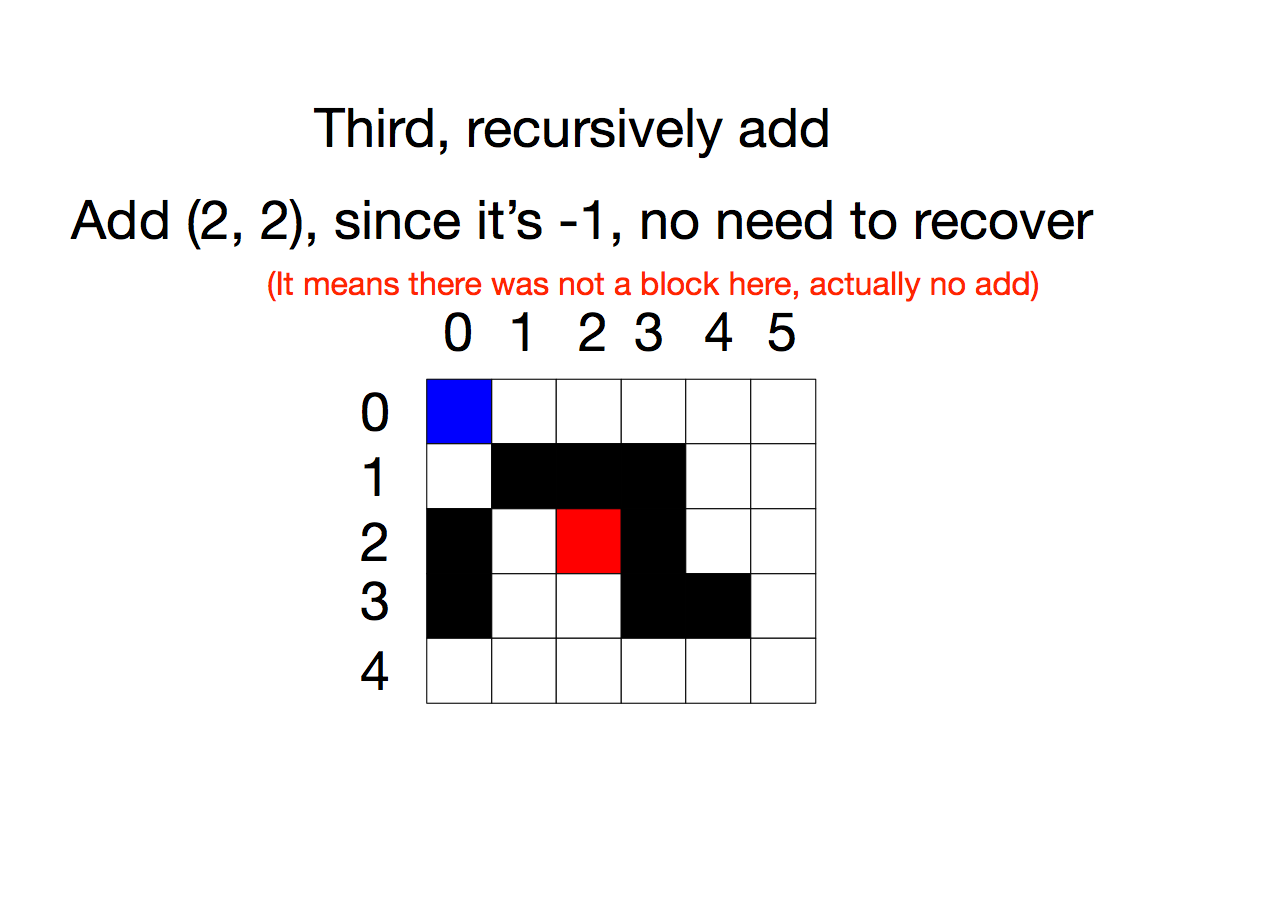 Third, recursively add
Add (2, 2), since it’s -1, no need to recover
(It means there was not a block here, actually no add)
0 1 2 3 4 5
0
1
2
3
4